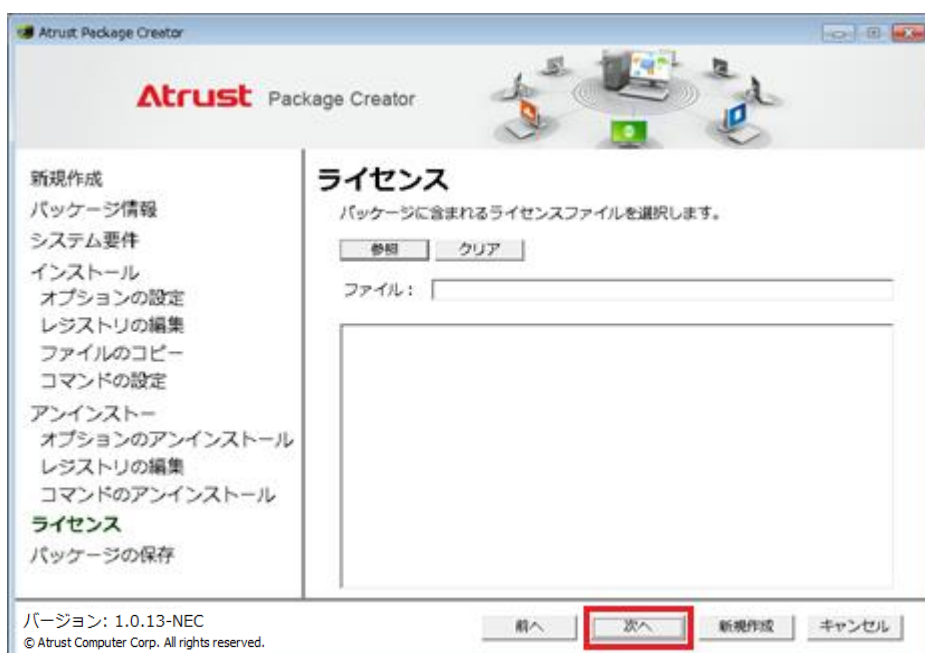 Atrust Package Creator
Atrust Package Creator
新規作成
パッケージ情報
システム要件
インストール
オプションの設定
レジストリの編集
ファイルのコピー
コマンドの設定
アンインストー
オプションのアンインストール
レジストリの編集
コマンドのアンインストール
ライセンス
パッケージの保存
ライセンス
パッケージに含まれるライセンスファイルを選択します。
参照 クリア
ファイル：
バージョン: 1.0.13-NEC
© Atrust Computer Corp. All rights reserved.
前へ 次へ 新規作成 キャンセル